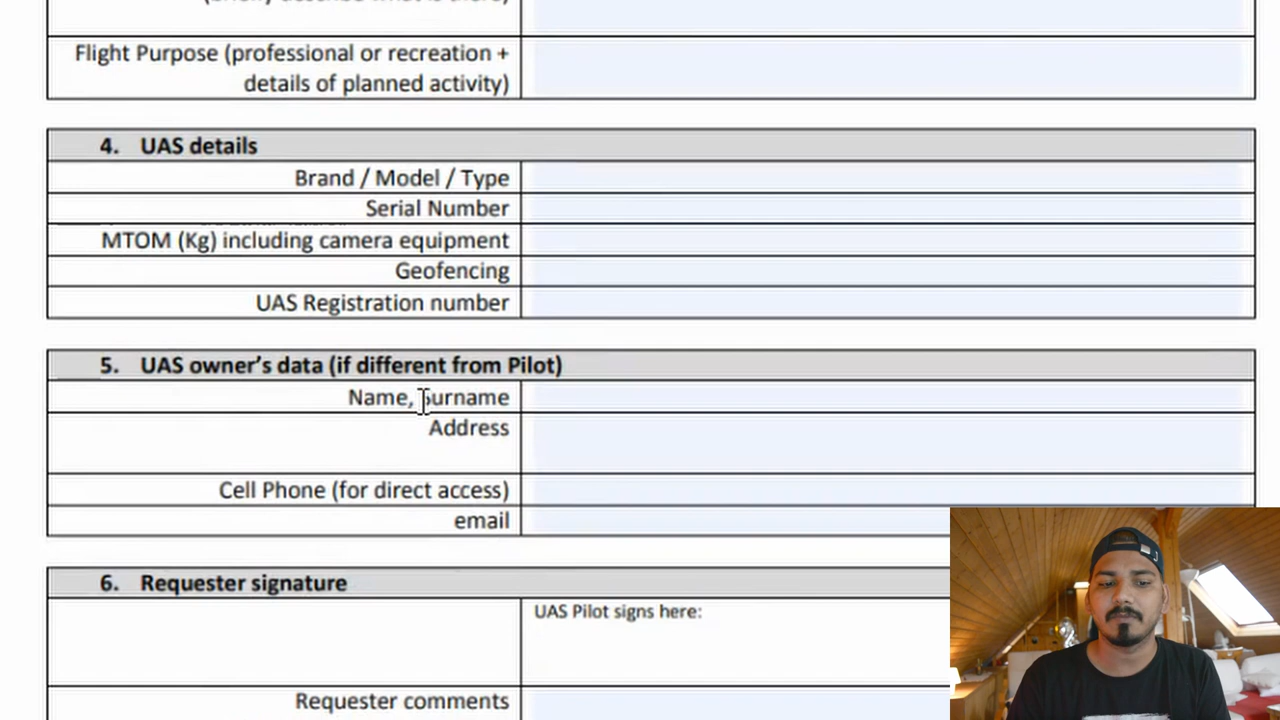 Flight Purpose (professional or recreation +
details of planned activity)
4. UAS details
Brand / Model / Type
Serial Number
MTOM (Kg) including camera equipment
Geofencing
UAS Registration number
5. UAS owner's data (if different from Pilot)
Name, Surname
Address
Cell Phone (for direct access)
email
6. Requester signature
UAS Pilot signs here:
Requester comments